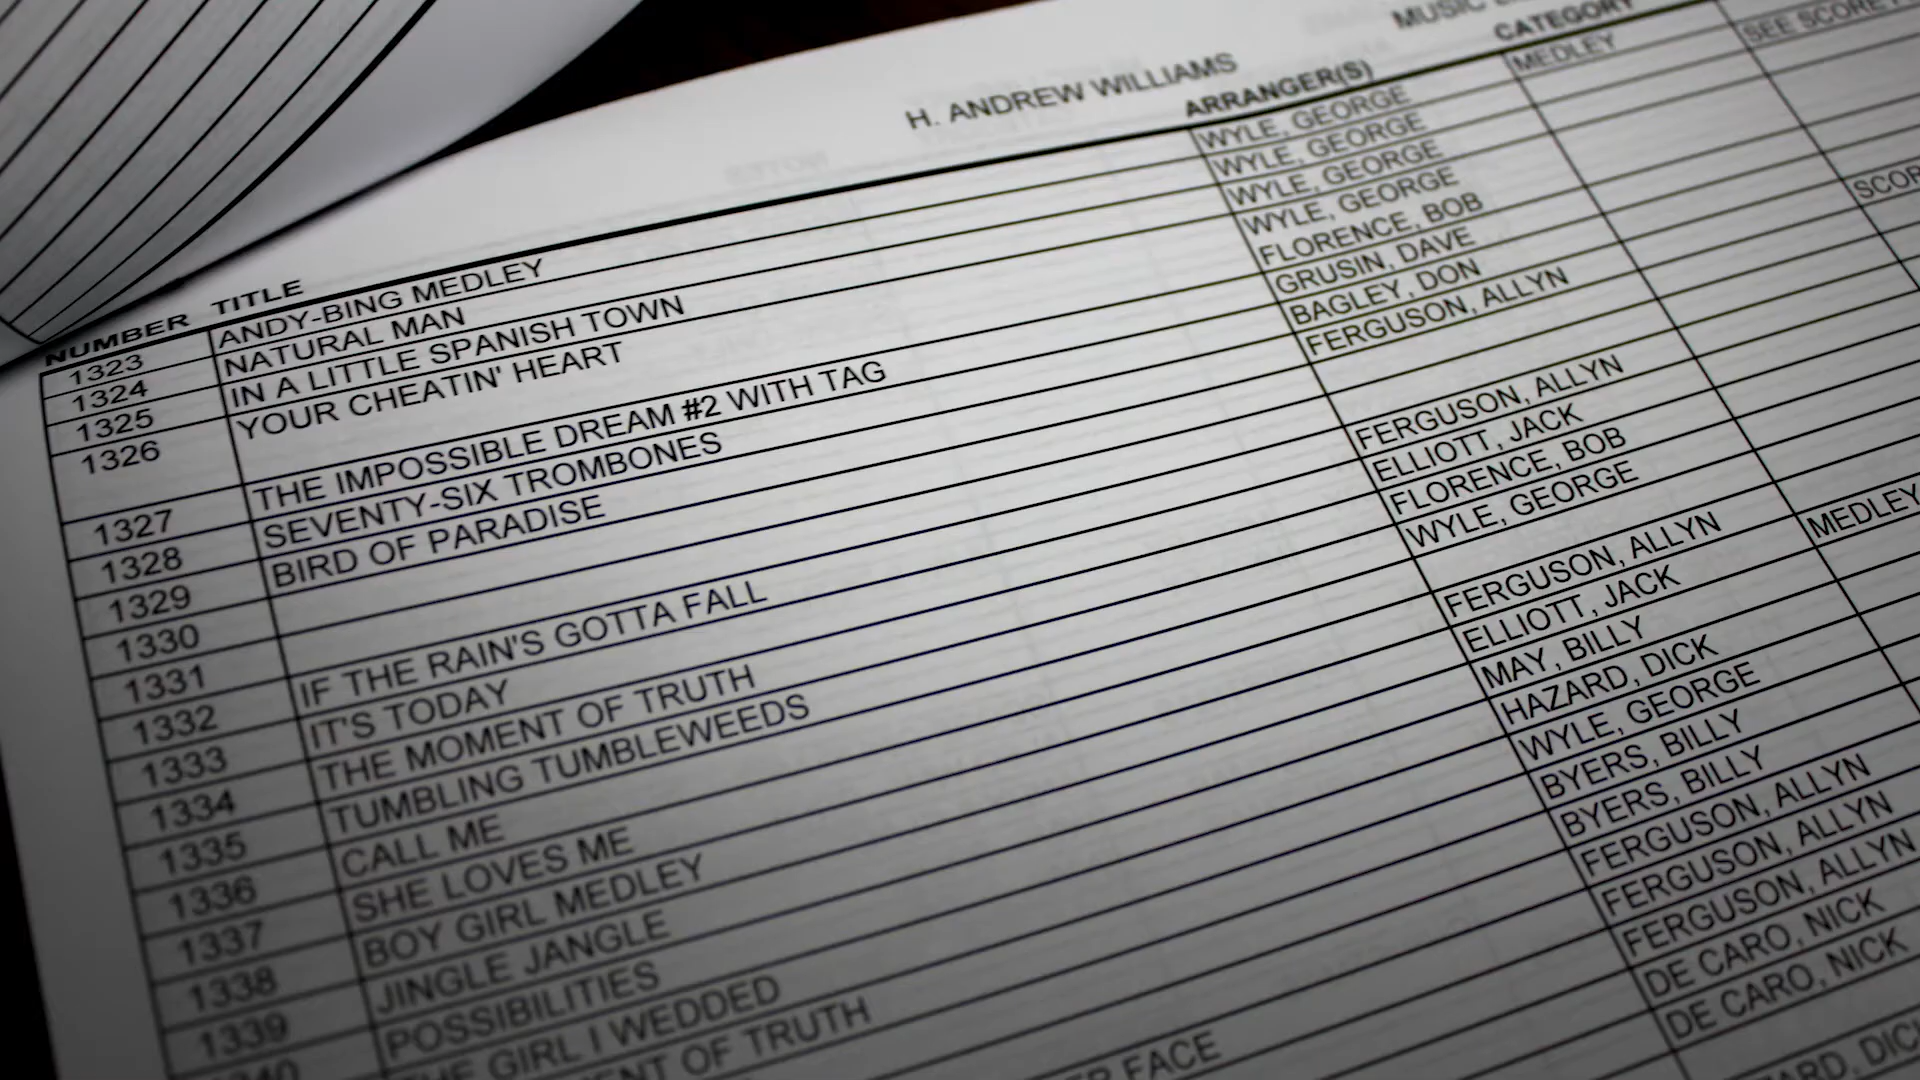 H. ANDREW WILLIAMS
MUSIC
NUMBER
1323
1324
1325
1326
1327
1328
1329
1330
1331
1332
1333
1334
1335
1336
1337
1338
1339
TITLE
ANDY-BING MEDLEY
NATURAL MAN
IN A LITTLE SPANISH TOWN
YOUR CHEATIN' HEART
THE IMPOSSIBLE DREAM #2 WITH TAG
SEVENTY-SIX TROMBONES
BIRD OF PARADISE
IF THE RAIN'S GOTTA FALL
IT'S TODAY
THE MOMENT OF TRUTH
TUMBLING TUMBLEWEEDS
CALL ME
SHE LOVES ME
BOY GIRL MEDLEY
JINGLE JANGLE
POSSIBILITIES
THE GIRL I WEDDED
OF TRUTH
FACE
ARRANGER(S)
WYLE, GEORGE
WYLE, GEORGE
WYLE, GEORGE
WYLE, GEORGE
FLORENCE, BOB
GRUSIN, DAVE
BAGLEY, DON
FERGUSON, ALLYN
FERGUSON, ALLYN
ELLIOTT, JACK
FLORENCE, BOB
WYLE, GEORGE
FERGUSON, ALLYN
ELLIOTT, JACK
MAY, BILLY
HAZARD, DICK
WYLE, GEORGE
BYERS, BILLY
BYERS, BILLY
FERGUSON, ALLYN
FERGUSON, ALLYN
FERGUSON, ALLYN
DE CARO, NICK
DE CARO, NICK
CATEGORY
MEDLEY
MEDLEY
SEE SCORE